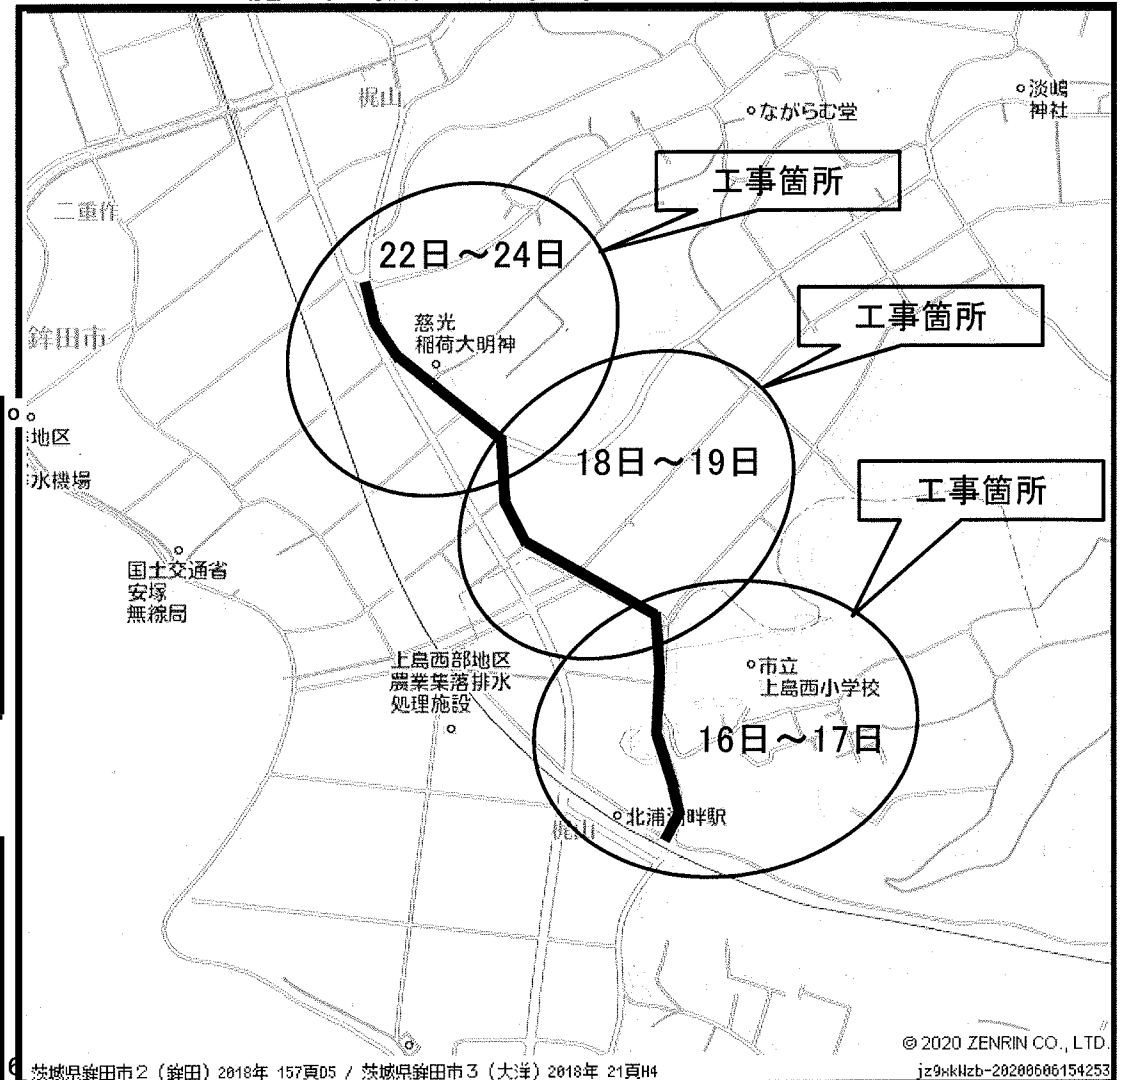 梶山
ながらむ堂
淡嶋
神社
工事箇所
二重作
22日～24日
工事箇所
慈光
稲荷大明神
鉾田市
地区
水機場
18日～19日
工事箇所
国土交通省
安塚
無線局
上島西部地区
農業集落排水
処理施設
市立
上島西小学校
16日～17日
北浦湖畔駅
梶山
© 2020 ZENRIN CO., LTD.
茨城県鉾田市2（鉾田）2018年 157頁D5 / 茨城県鉾田市3（大洋）2018年 21頁H4
jz9xkWzb-20200606154253